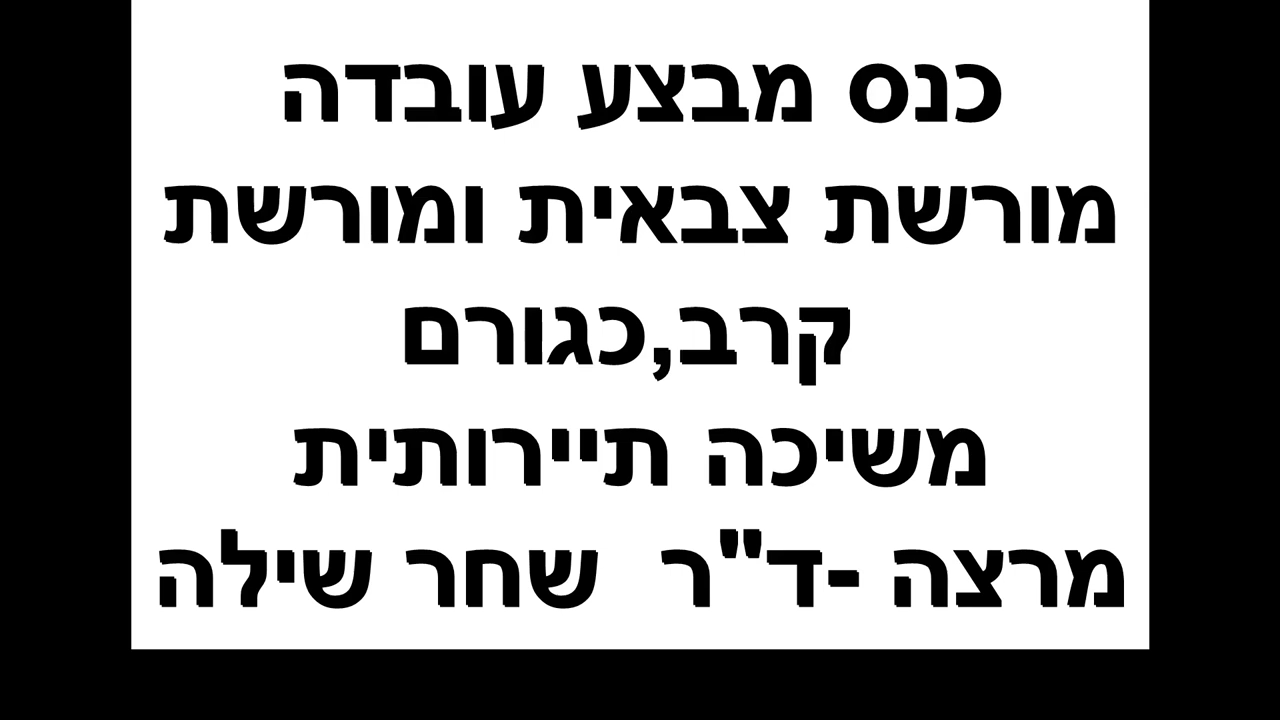 כנס מבצע עובדה
מורשת צבאית ומורשת
קרב,כגורם
משיכה תיירותית
מרצה -ד"ר שחר שילה